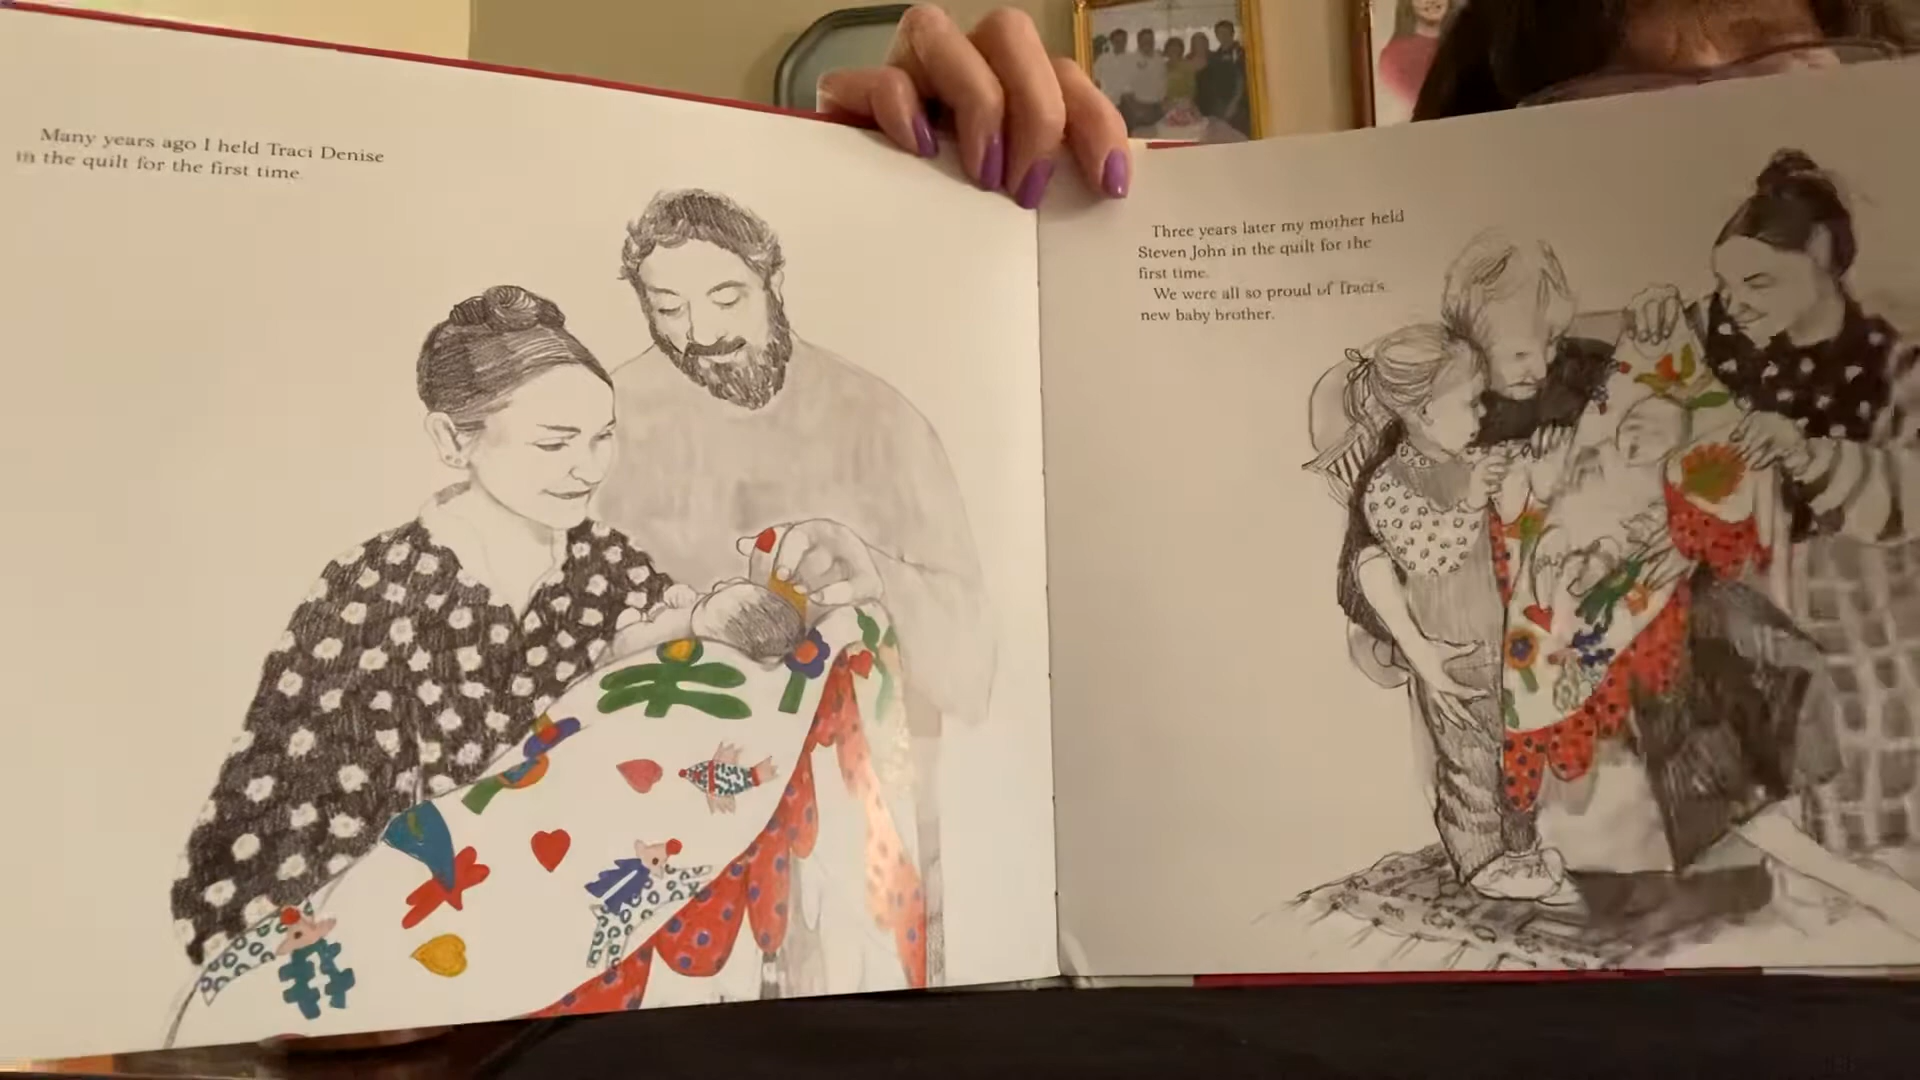 Many years ago I held Traci Denise
in the quilt for the first time.
Three years later my mother held
Steven John in the quilt for the
first time.
We were all so proud of Traci's
new baby brother.